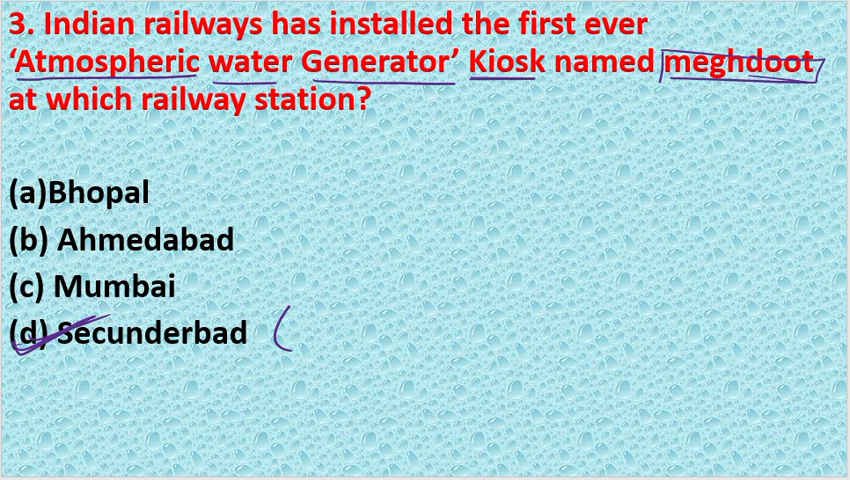 3. Indian railways has installed the first ever
‘Atmospheric water Generator’ Kiosk named meghdoot
at which railway station?
(a)Bhopal
(b) Ahmedabad
(c) Mumbai
(d) Secunderbad